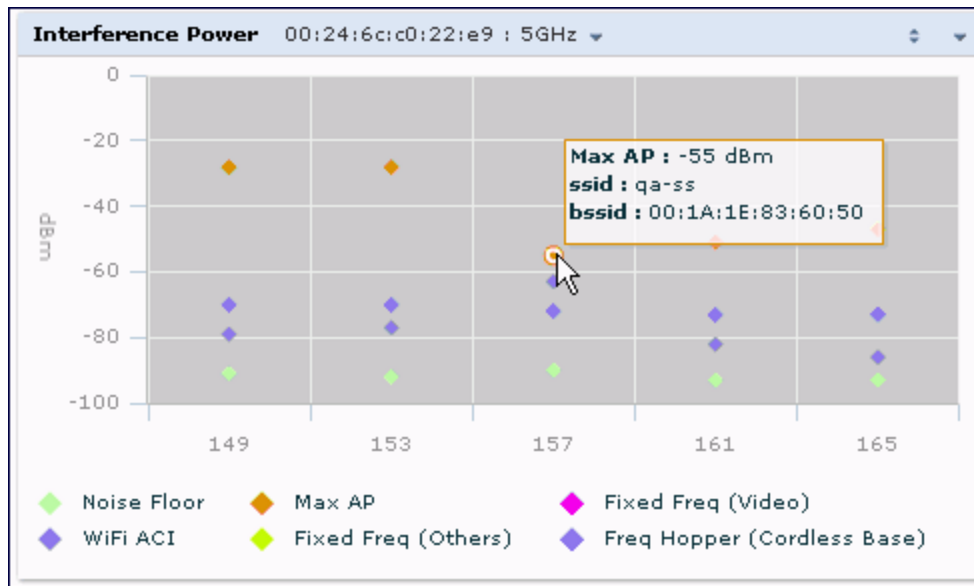 Interference Power 00:24:6c:c0:22:e9 : 5GHz
0
-20
-40
-60
-80
-100
dBm
Max AP : -55 dBm
ssid : qa-ss
bssid : 00:1A:1E:83:60:50
149 153 157 161 165
Noise Floor Max AP Fixed Freq (Video)
WiFi ACI Fixed Freq (Others) Freq Hopper (Cordless Base)